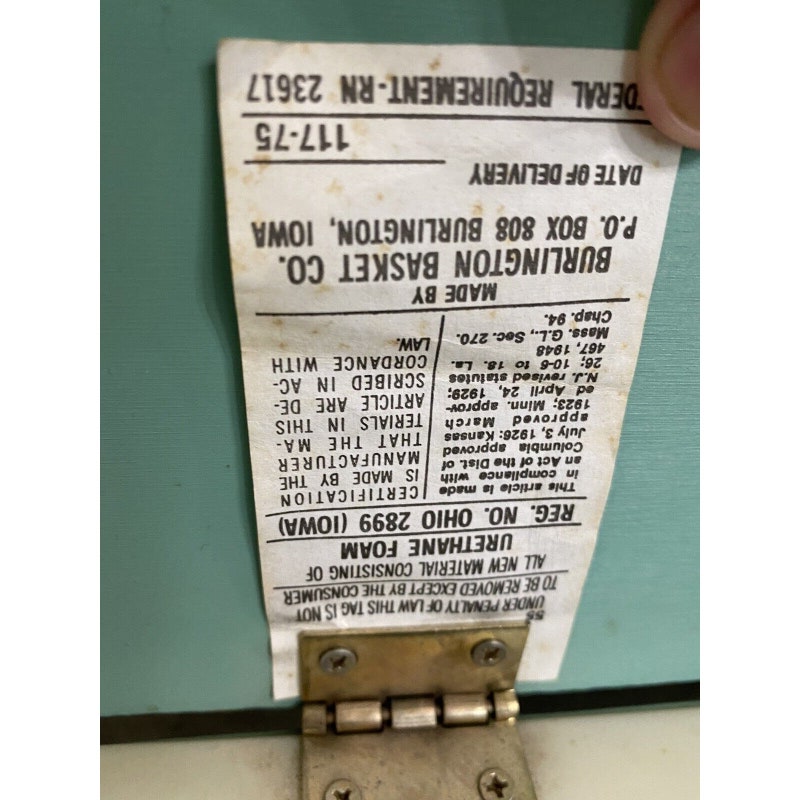 55
UNDER PENALTY OF LAW THIS TAG IS NOT
TO BE REMOVED EXCEPT BY THE CONSUMER
ALL NEW MATERIAL CONSISTING OF
URETHANE FOAM
REG. NO. OHIO 2899 (IOWA)
This article is made
in compliance with
an Act of the Dist. of
Columbia approved
July 3, 1926: Kansas
approved March
1923; Minn. approv-
ed April 24, 1929;
N.J. revised statutes
26; 10-6 to 18. La.
467, 1948
Mass. G.L., Sec. 270.
Chap. 94.
CERTIFICATION
IS MADE BY THE
MANUFACTURER
THAT THE MA-
TERIALS IN THIS
ARTICLE ARE DE-
SCRIBED IN AC-
CORDANCE WITH
LAW.
MADE BY
BURLINGTON BASKET CO.
P.O. BOX 808 BURLINGTON, IOWA
DATE OF DELIVERY
117-75
DERAL REQUIREMENT-RN 23617